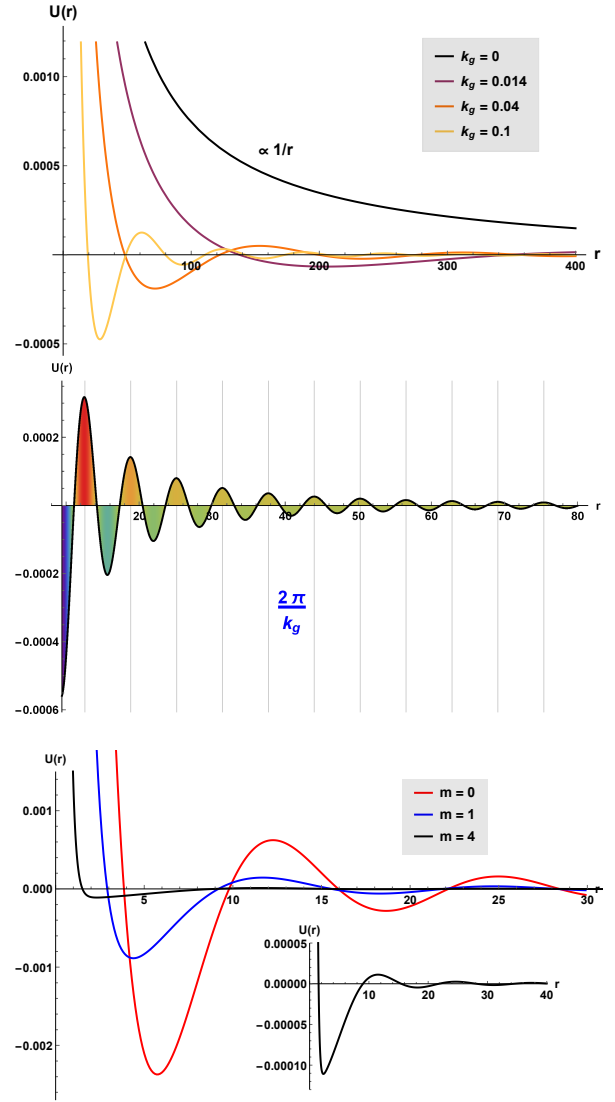 U(r)
0.0010
0.0005
-0.0005
k_g = 0
k_g = 0.014
k_g = 0.04
k_g = 0.1
∝ 1/r
100 200 300 400
r
U(r)
0.0002
-0.0002
-0.0004
-0.0006
20 30 40 50 60 70 80
r
2 π
k_g
U(r)
0.001
0.000
-0.001
-0.002
m = 0
m = 1
m = 4
5 10 15 20 25 30
r
U(r)
0.00005
0.00000
-0.00005
-0.00010
10 20 30 40
r